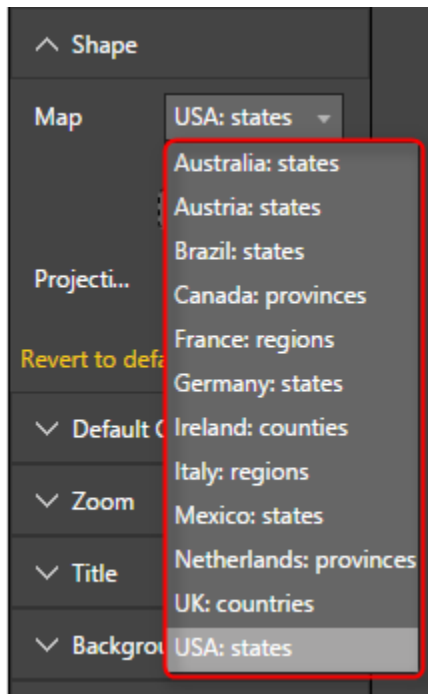 Shape
Map
USA: states
Australia: states
Austria: states
Brazil: states
Projecti...
Canada: provinces
France: regions
Revert to defa
Germany: states
Default
Ireland: counties
Italy: regions
Zoom
Mexico: states
Netherlands: provinces
Title
UK: countries
Backgrou
USA: states